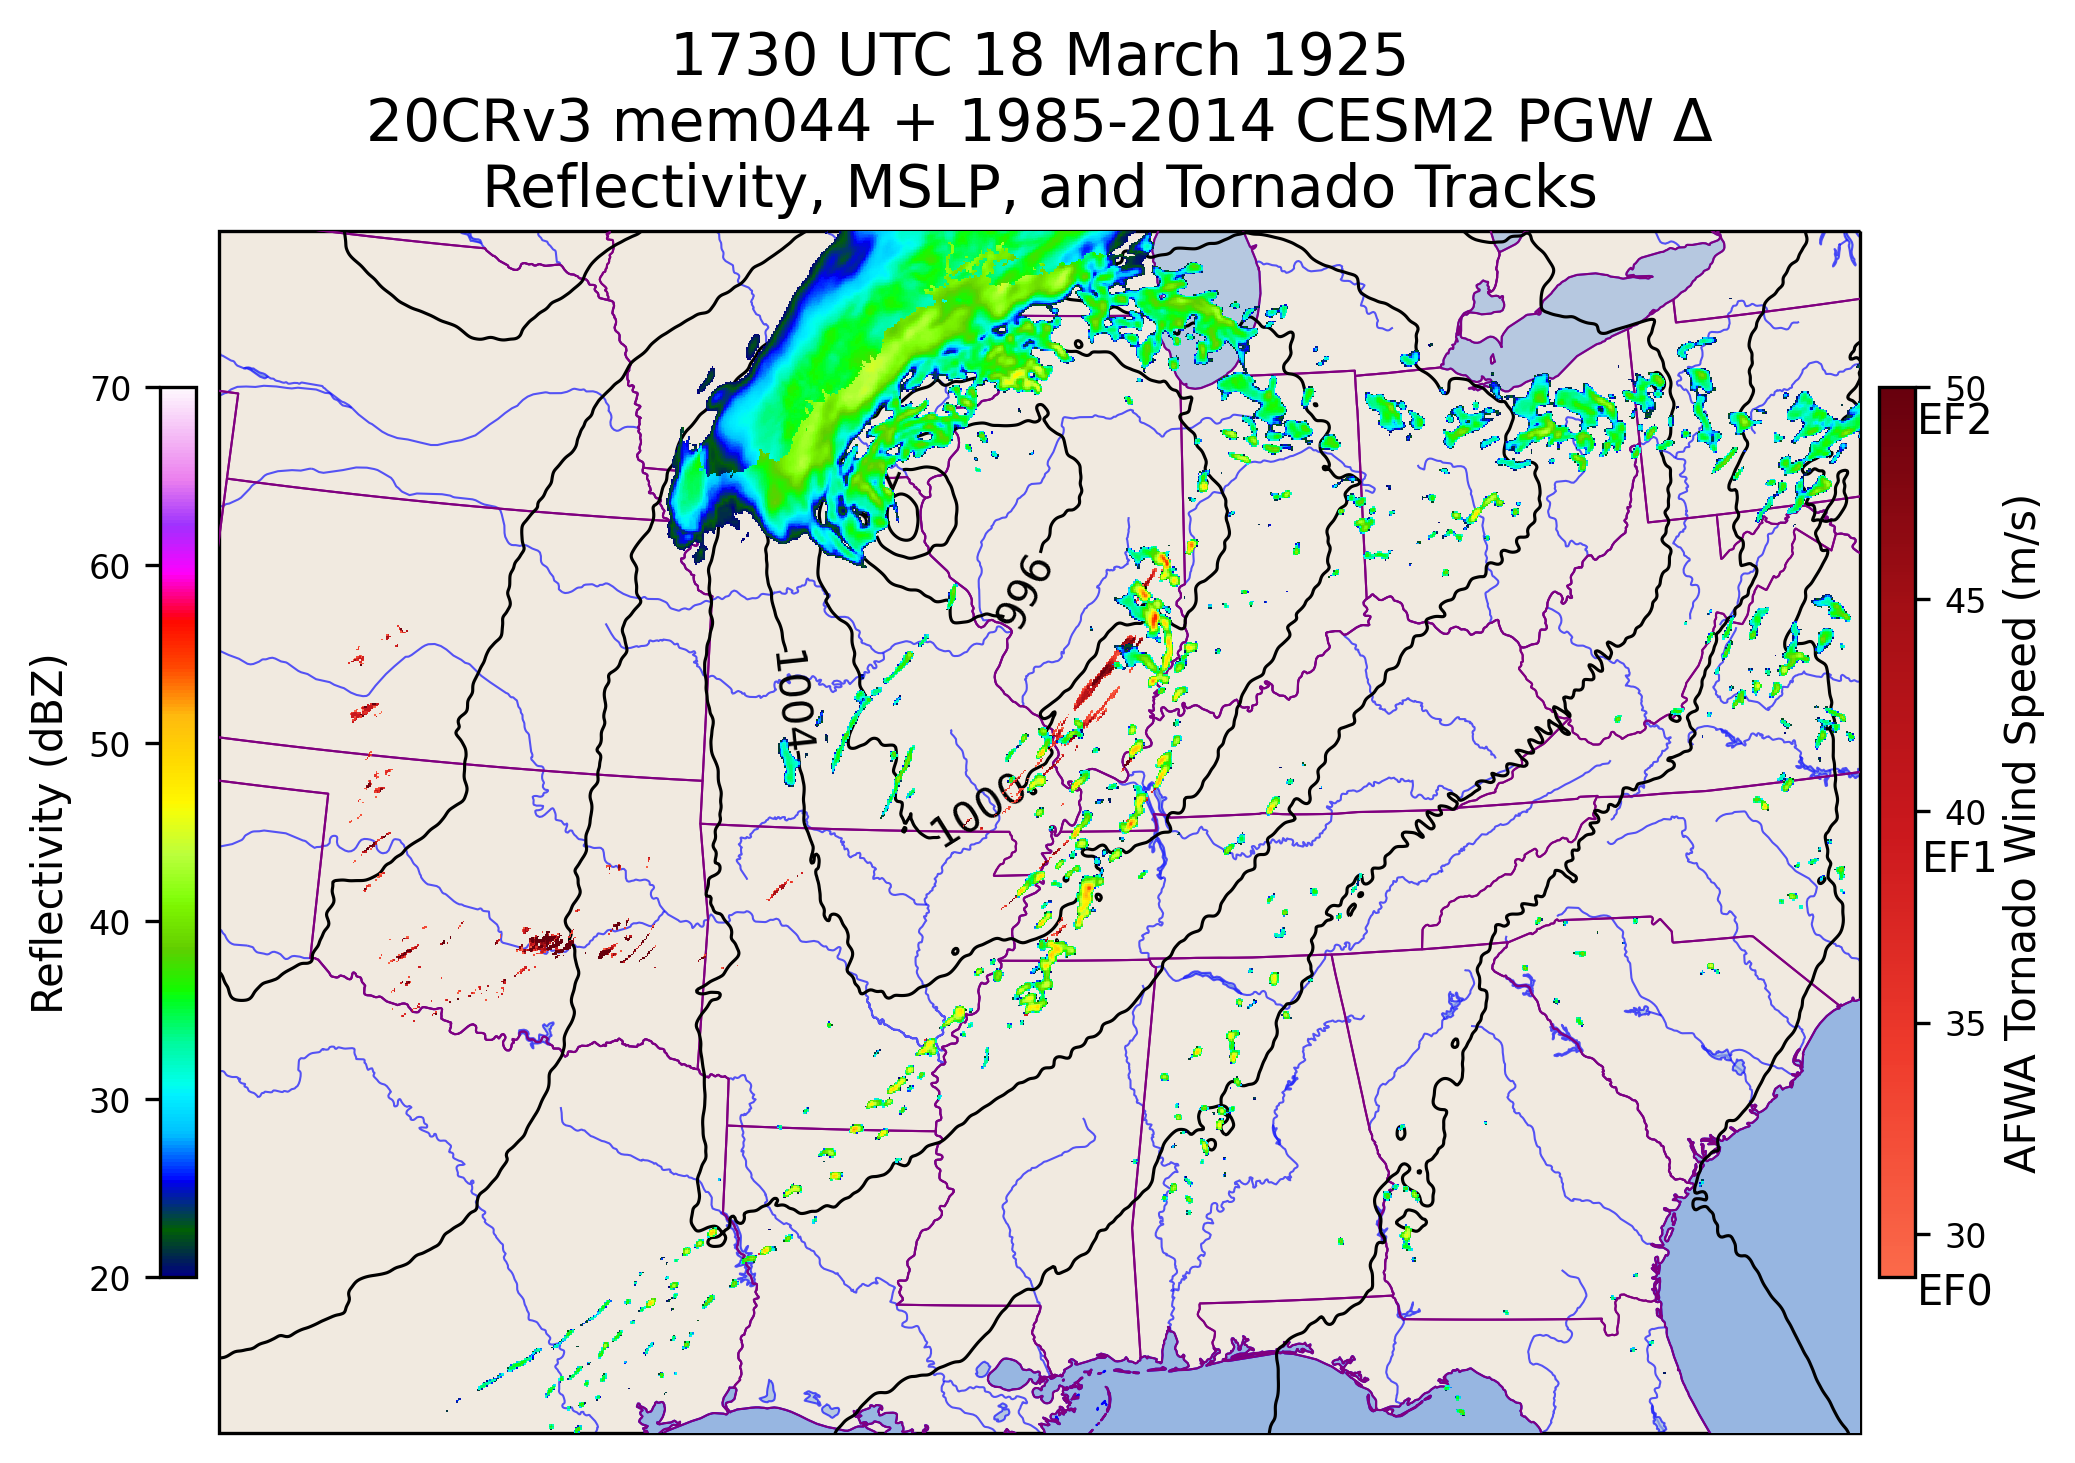 1730 UTC 18 March 1925
20CRv3 mem044 + 1985-2014 CESM2 PGW Δ
Reflectivity, MSLP, and Tornado Tracks
Reflectivity (dBZ)
70
60
50
40
30
20
996
1004
1000
50
EF2
45
40
EF1
35
30
EF0
AFWA Tornado Wind Speed (m/s)